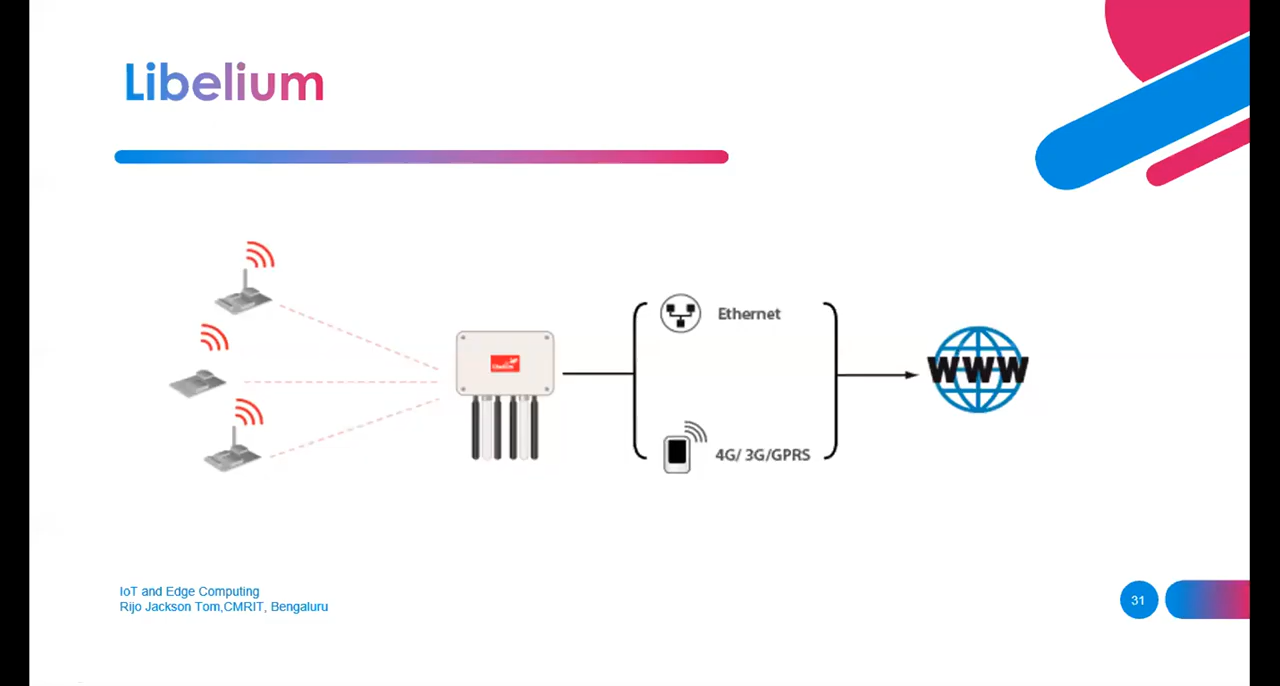 Libelium
Ethernet
WWW
4G/ 3G/GPRS
IoT and Edge Computing
Rijo Jackson Tom,CMRIT, Bengaluru
31